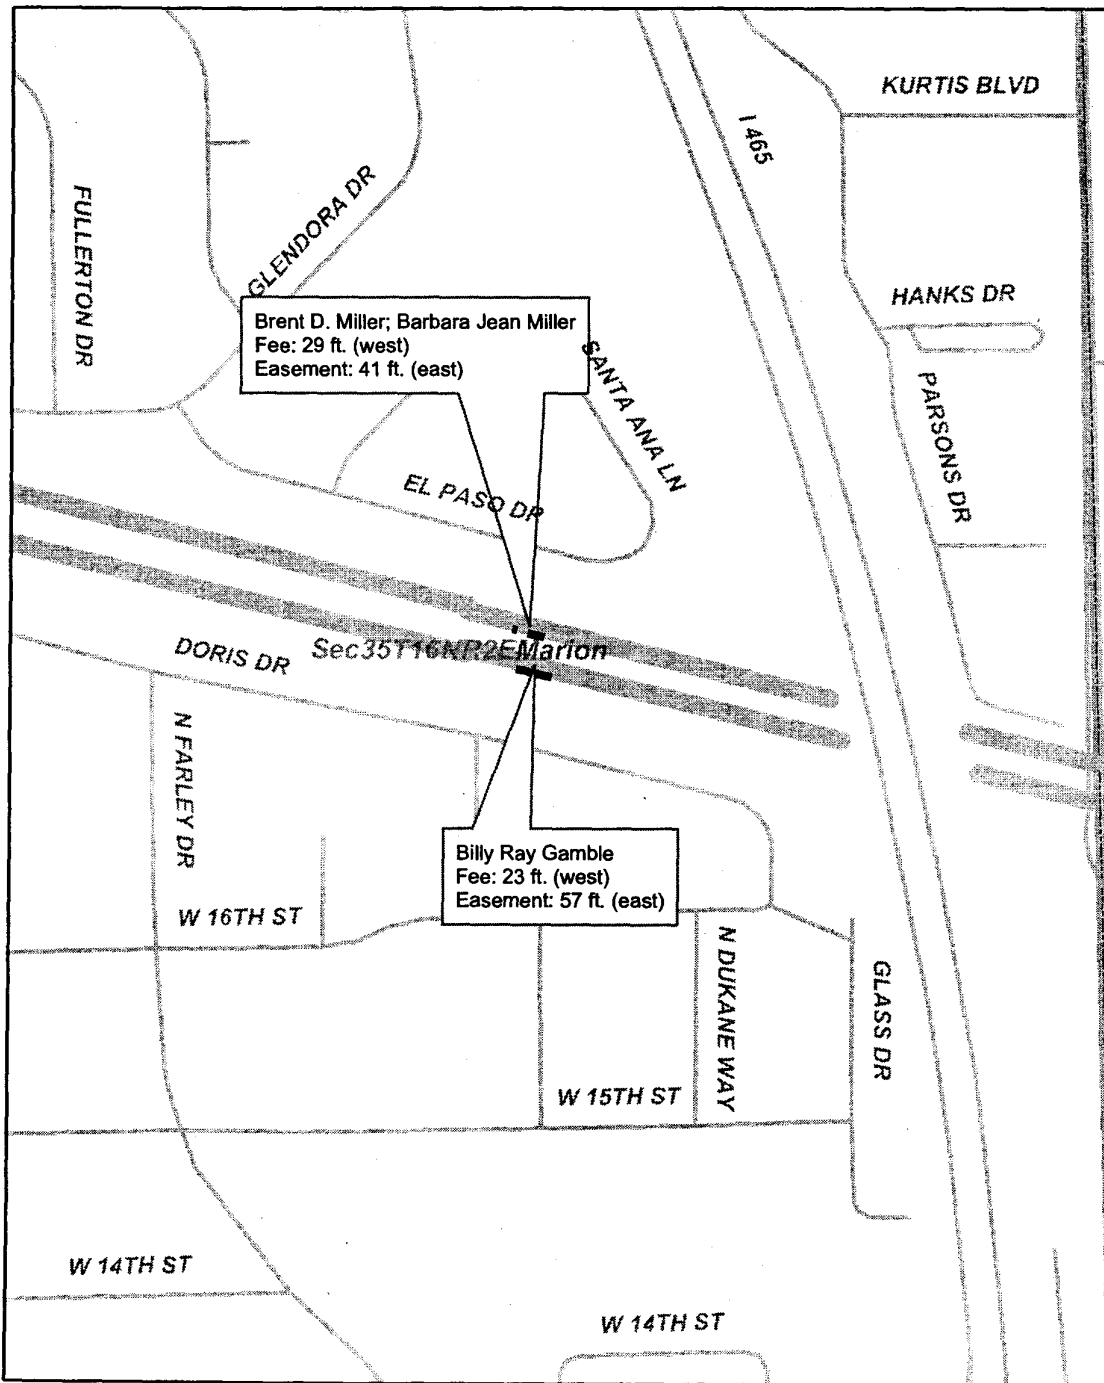 KURTIS BLVD
I 465
FULLERTON DR
GLENDORA DR
HANKS DR
Brent D. Miller; Barbara Jean Miller
Fee: 29 ft. (west)
Easement: 41 ft. (east)
SANTA ANA LN
PARSONS DR
EL PASO DR
Sec35T16NR2EMarion
DORIS DR
N FARLEY DR
Billy Ray Gamble
Fee: 23 ft. (west)
Easement: 57 ft. (east)
W 16TH ST
N DUKANE WAY
GLASS DR
W 15TH ST
W 14TH ST
W 14TH ST